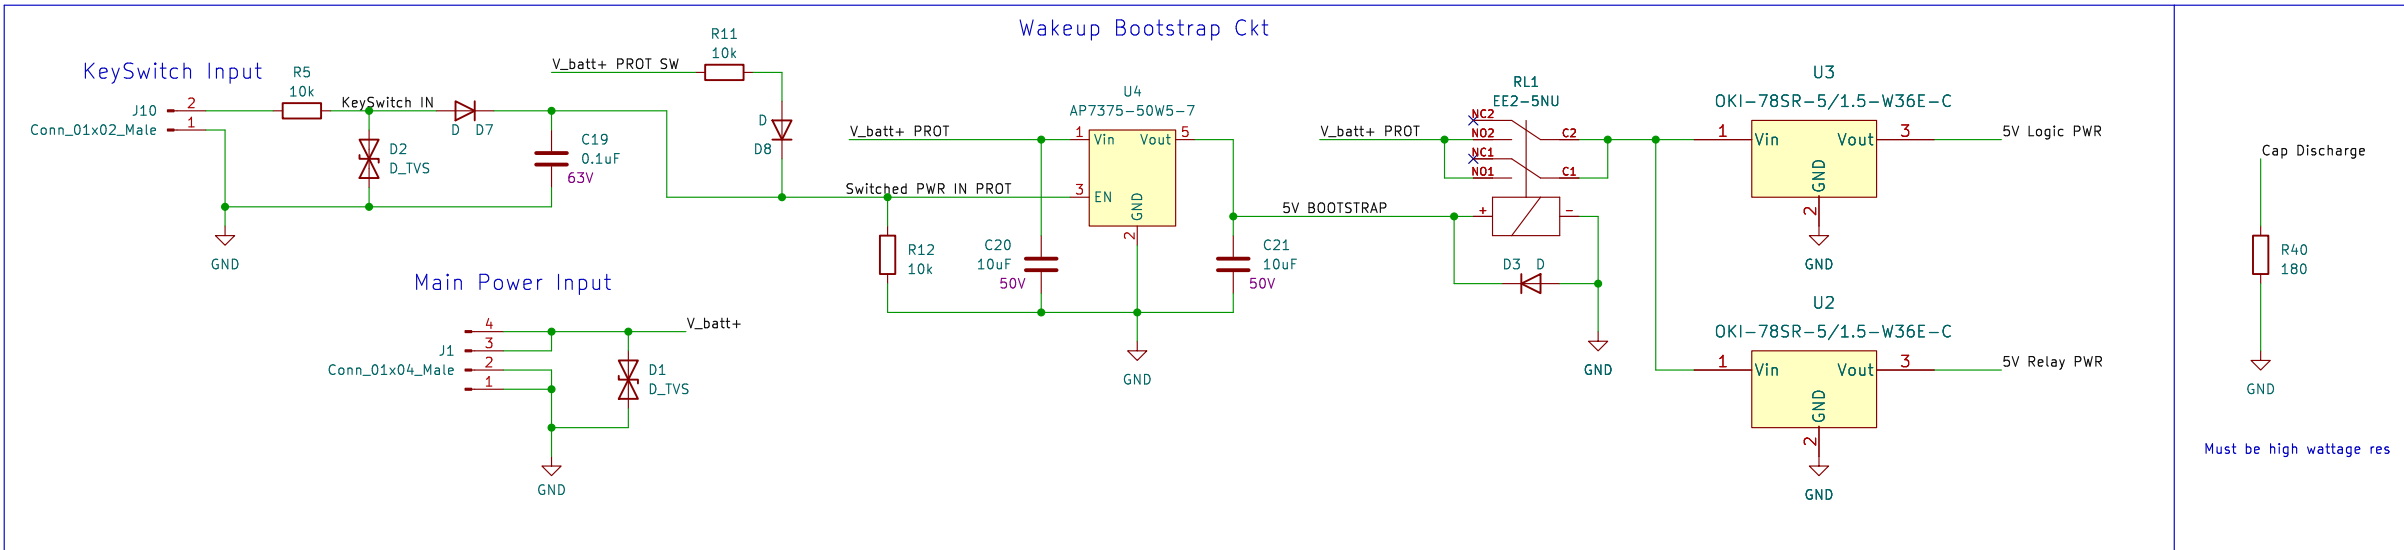 Wakeup Bootstrap Ckt
KeySwitch Input
J10
Conn_01x02_Male
2
1
R5
10k
KeySwitch IN
D D7
D2
D_TVS
C19
0.1uF
63V
GND
V_batt+ PROT SW
R11
10k
D
D8
Switched PWR IN PROT
R12
10k
V_batt+ PROT
U4
AP7375-50W5-7
1
Vin
Vout
5
3
EN
GND
2
C20
10uF
50V
C21
10uF
50V
GND
5V BOOTSTRAP
V_batt+ PROT
RL1
EE2-5NU
NC2
NO2
NC1
NO1
C2
C1
+
-
D3 D
GND
U3
OKI-78SR-5/1.5-W36E-C
1
Vin
Vout
3
GND
2
5V Logic PWR
GND
U2
OKI-78SR-5/1.5-W36E-C
1
Vin
Vout
3
GND
2
5V Relay PWR
GND
Main Power Input
4
3
2
1
J1
Conn_01x04_Male
V_batt+
D1
D_TVS
GND
Cap Discharge
R40
180
GND
Must be high wattage res